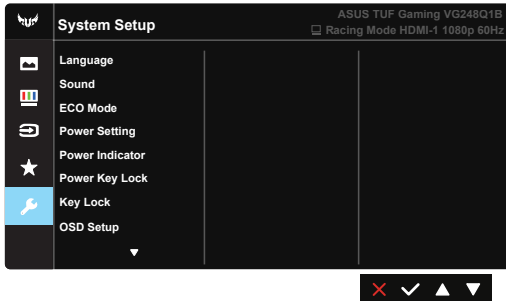 System Setup
ASUS TUF Gaming VG248Q1B
Racing Mode HDMI-1 1080p 60Hz
Language
Sound
ECO Mode
Power Setting
Power Indicator
Power Key Lock
Key Lock
OSD Setup